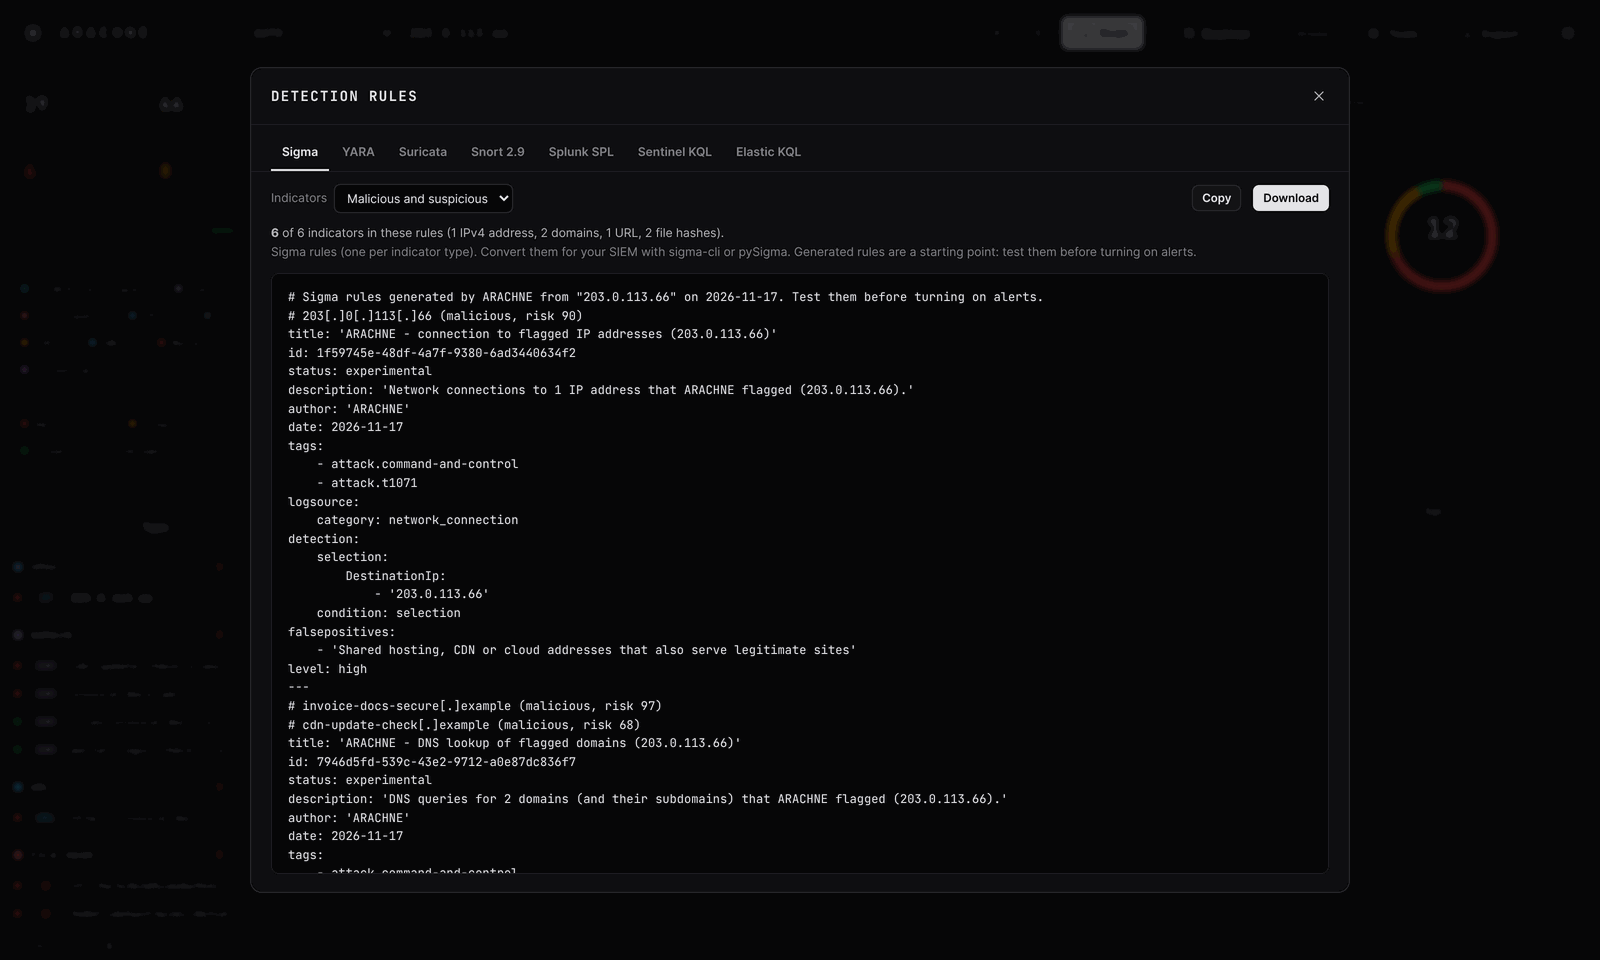 DETECTION RULES
Sigma YARA Suricata Snort 2.9 Splunk SPL Sentinel KQL Elastic KQL
Indicators Malicious and suspicious Copy Download
6 of 6 indicators in these rules (1 IPv4 address, 2 domains, 1 URL, 2 file hashes).
Sigma rules (one per indicator type). Convert them for your SIEM with sigma-cli or pySigma. Generated rules are a starting point: test them before turning on alerts.
12
# Sigma rules generated by ARACHNE from "203.0.113.66" on 2026-11-17. Test them before turning on alerts.
# 203[.]0[.]113[.]66 (malicious, risk 90)
title: 'ARACHNE - connection to flagged IP addresses (203.0.113.66)'
id: 1f59745e-48df-4a7f-9380-6ad3440634f2
status: experimental
description: 'Network connections to 1 IP address that ARACHNE flagged (203.0.113.66).'
author: 'ARACHNE'
date: 2026-11-17
tags:
    - attack.command-and-control
    - attack.t1071
logsource:
    category: network_connection
detection:
    selection:
        DestinationIp:
            - '203.0.113.66'
    condition: selection
falsepositives:
    - 'Shared hosting, CDN or cloud addresses that also serve legitimate sites'
level: high
---
# invoice-docs-secure[.]example (malicious, risk 97)
# cdn-update-check[.]example (malicious, risk 68)
title: 'ARACHNE - DNS lookup of flagged domains (203.0.113.66)'
id: 7946d5fd-539c-43e2-9712-a0e87dc836f7
status: experimental
description: 'DNS queries for 2 domains (and their subdomains) that ARACHNE flagged (203.0.113.66).'
author: 'ARACHNE'
date: 2026-11-17
tags:
    - attack.command-and-control